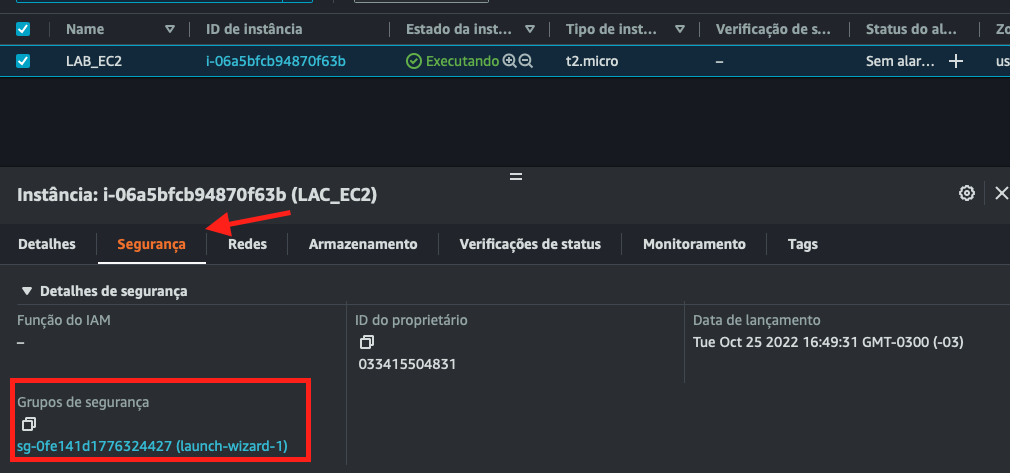 Name ID de instância Estado da inst... Tipo de inst... Verificação de s... Status do al... Zo
LAB_EC2 i-06a5bfcb94870f63b Executando t2.micro – Sem alar... us
Instância: i-06a5bfcb94870f63b (LAC_EC2)
Detalhes Segurança Redes Armazenamento Verificações de status Monitoramento Tags
Detalhes de segurança
Função do IAM ID do proprietário Data de lançamento
– 033415504831 Tue Oct 25 2022 16:49:31 GMT-0300 (-03)
Grupos de segurança
sg-0fe141d1776324427 (launch-wizard-1)